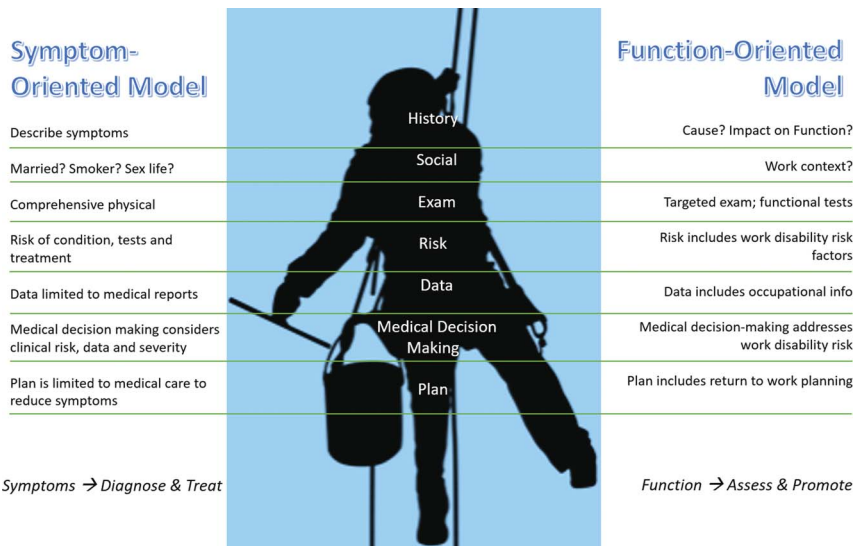 Symptom-
Oriented Model
Function-Oriented
Model
History
Describe symptoms
Cause? Impact on Function?
Social
Married? Smoker? Sex life?
Work context?
Exam
Comprehensive physical
Targeted exam; functional tests
Risk
Risk of condition, tests and
treatment
Risk includes work disability risk
factors
Data
Data limited to medical reports
Data includes occupational info
Medical Decision
Making
Medical decision making considers
clinical risk, data and severity
Medical decision-making addresses
work disability risk
Plan
Plan is limited to medical care to
reduce symptoms
Plan includes return to work planning
Symptoms → Diagnose & Treat
Function → Assess & Promote